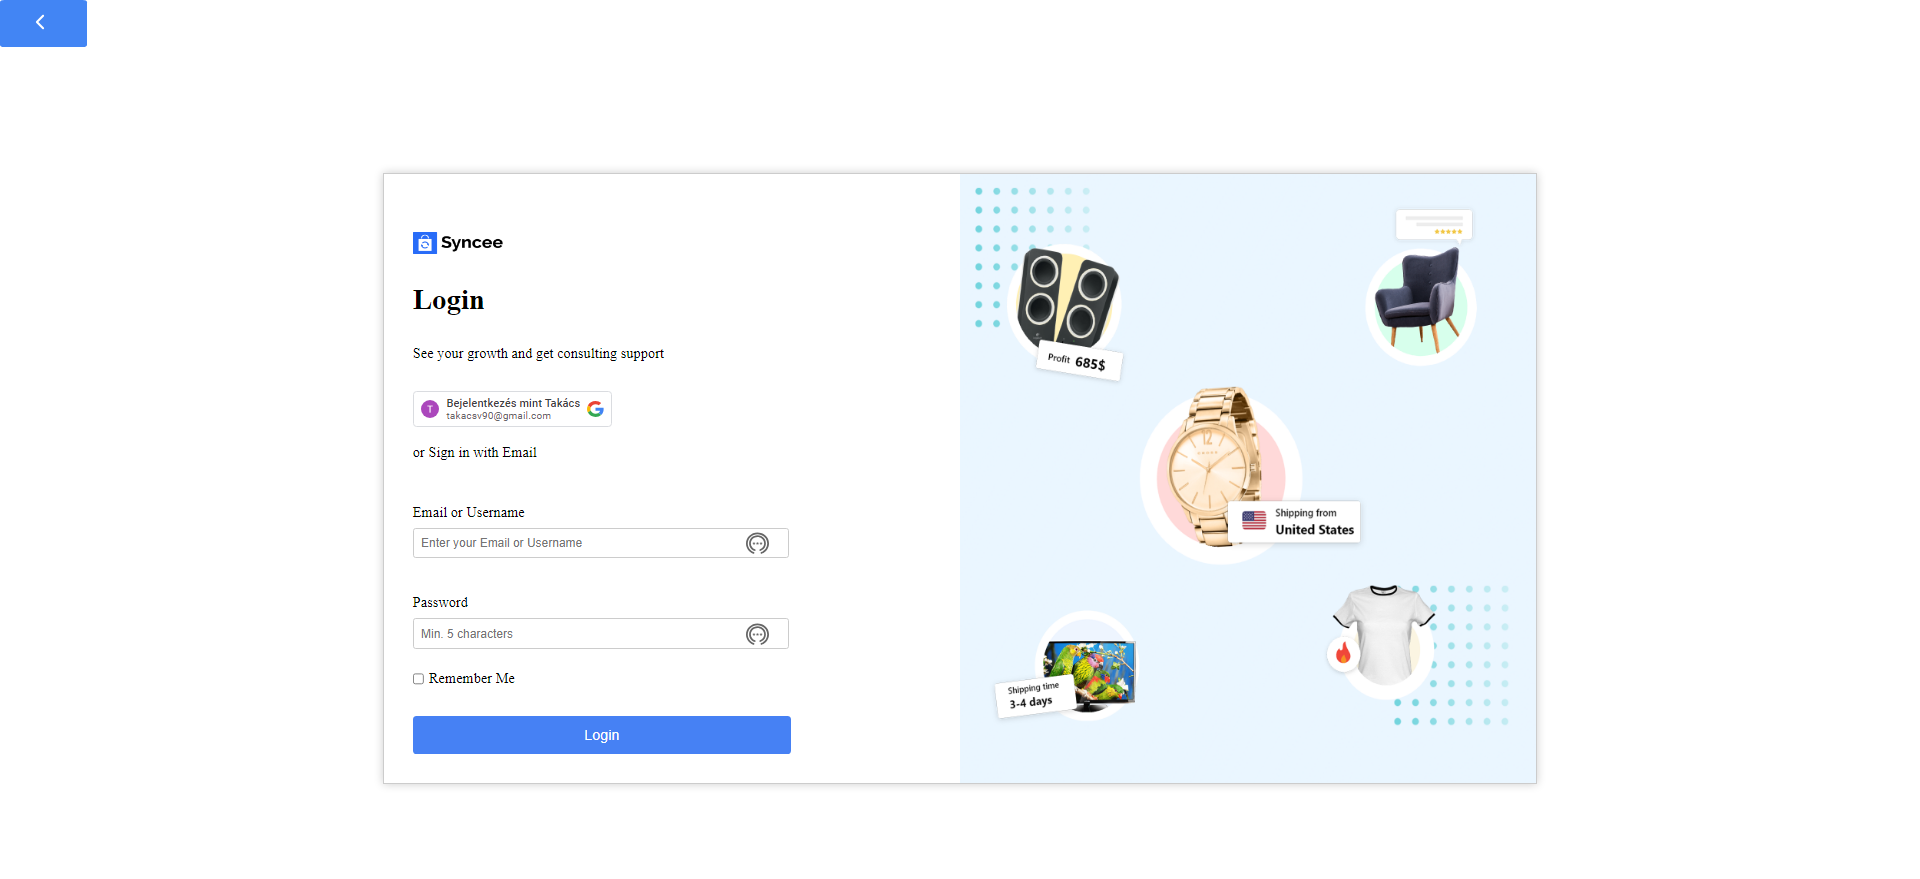 Syncee
Login
See your growth and get consulting support
T
Bejelentkezés mint Takács
takacsv90@gmail.com
or Sign in with Email
Email or Username
Enter your Email or Username
Password
Min. 5 characters
Remember Me
Login
Profit 685$
12
Shipping from
United States
Shipping time
3-4 days